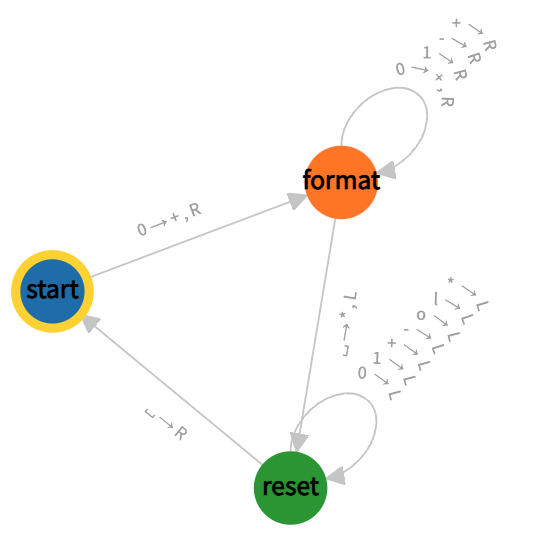 +→R
-→R
1→R
0→+,R
format
0→+,R
start
␣→*,L
*→L
l→L
o→L
-→L
+→L
1→L
0→L
␣→R
reset